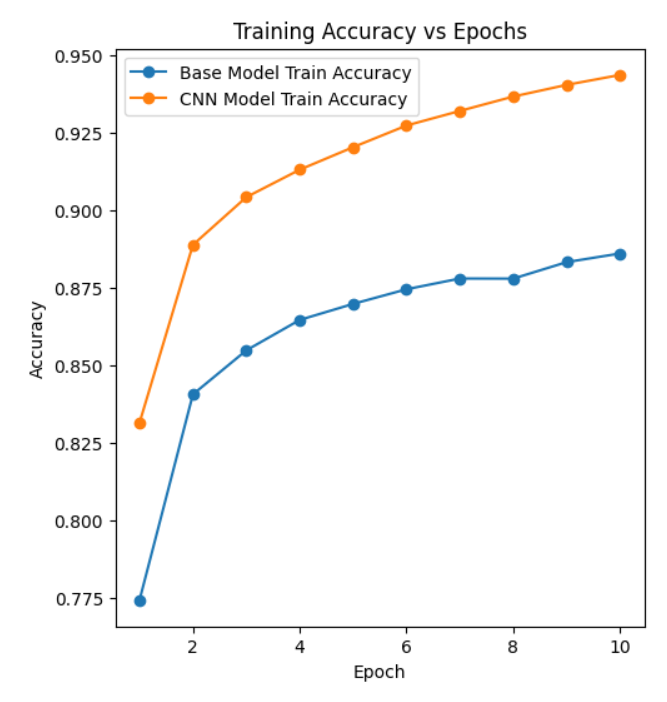 Training Accuracy vs Epochs
Base Model Train Accuracy
CNN Model Train Accuracy
0.950
0.925
0.900
0.875
0.850
0.825
0.800
0.775
Accuracy
2 4 6 8 10
Epoch